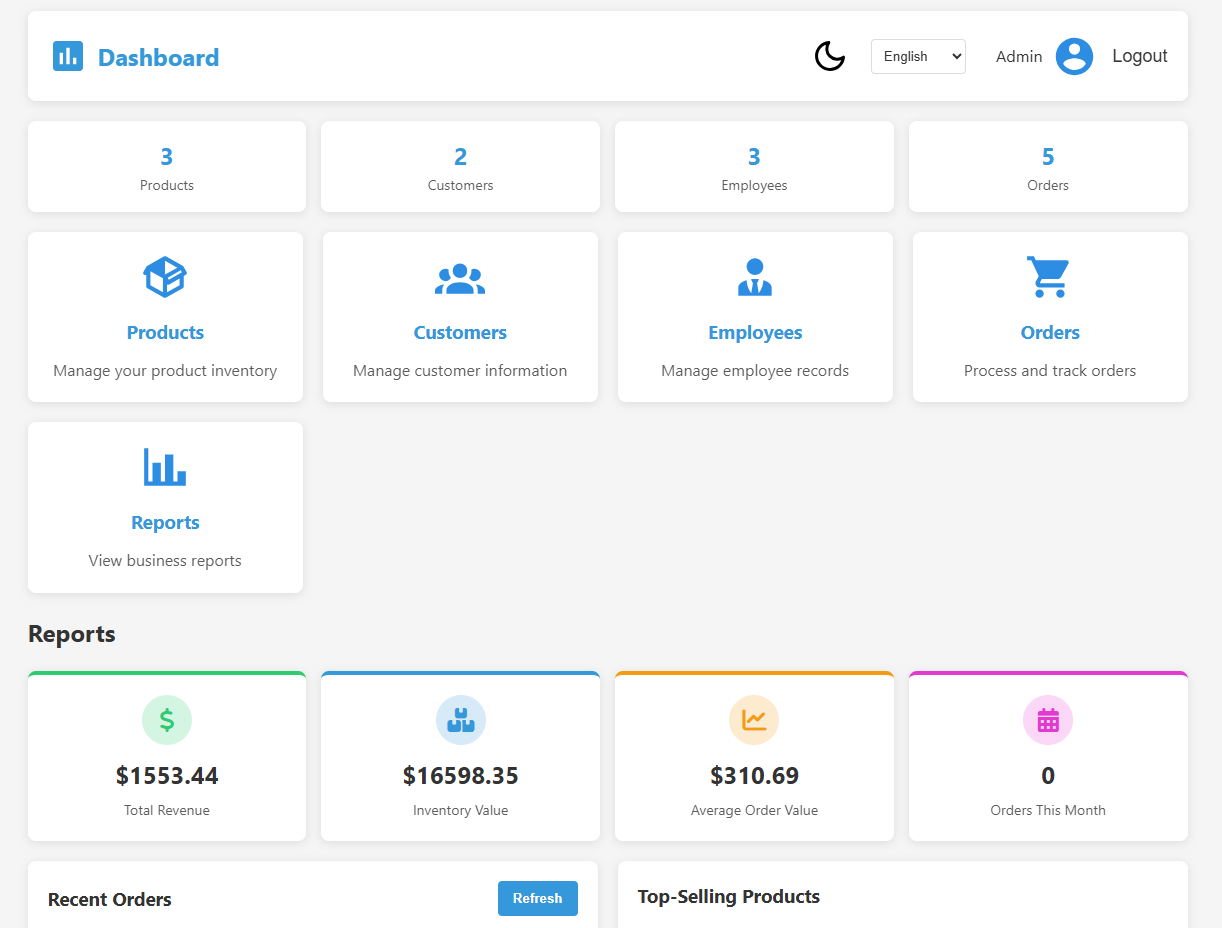 Dashboard
English
Admin
Logout
3
Products
2
Customers
3
Employees
5
Orders
Products
Manage your product inventory
Customers
Manage customer information
Employees
Manage employee records
Orders
Process and track orders
Reports
View business reports
Reports
$1553.44
Total Revenue
$16598.35
Inventory Value
$310.69
Average Order Value
0
Orders This Month
Recent Orders
Refresh
Top-Selling Products